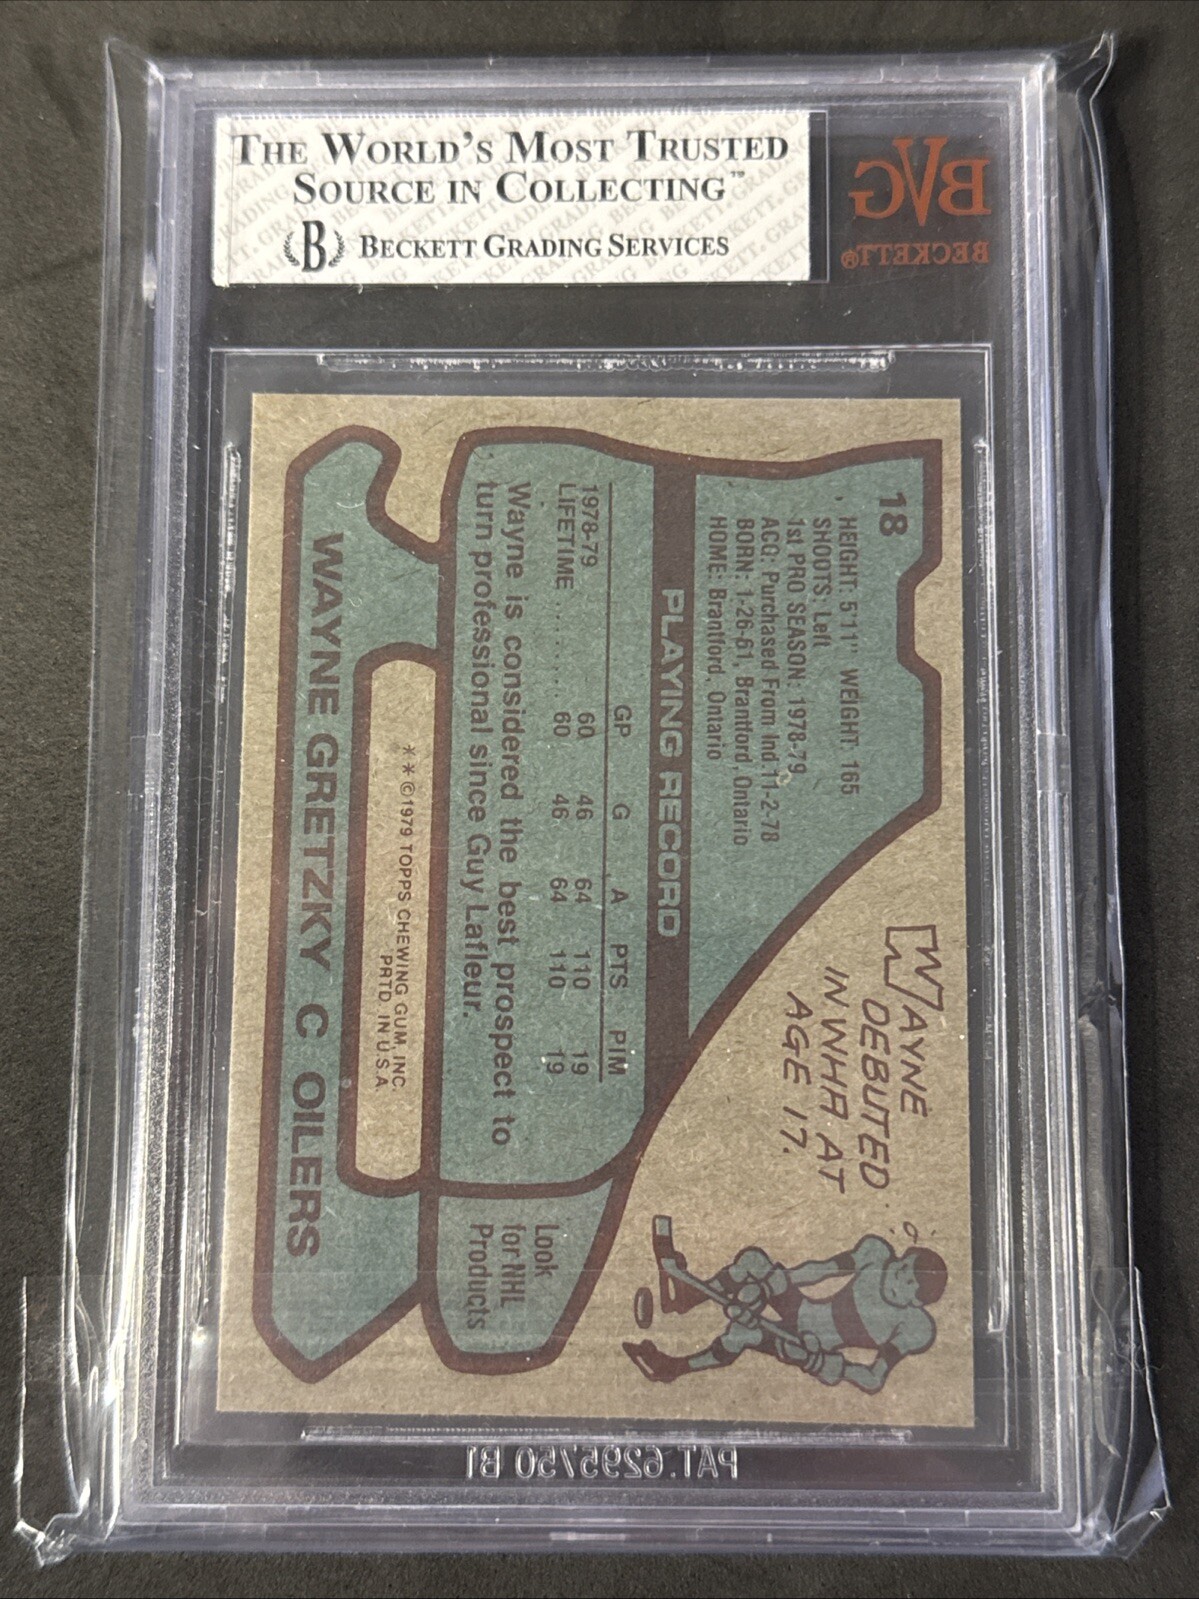 THE WORLD'S MOST TRUSTED
SOURCE IN COLLECTING™
B BECKETT GRADING SERVICES
BVG
BECKETT®
18
HEIGHT: 5'11" WEIGHT: 165
SHOOTS: Left
1st PRO SEASON: 1978-79
ACQ: Purchased From Ind. 11-2-78
BORN: 1-26-61, Brantford, Ontario
HOME: Brantford, Ontario
WAYNE
DEBUTED
IN WHA AT
AGE 17.
PLAYING RECORD
GP G A PTS PIM
1978-79 60 46 64 110 19
LIFETIME ....... 60 46 64 110 19
Wayne is considered the best prospect to
turn professional since Guy Lafleur.
Look
for NHL
Products
* * ©1979 TOPPS CHEWING GUM, INC.
PRTD. IN U.S.A.
WAYNE GRETZKY C OILERS
PAT. 6295750 B1